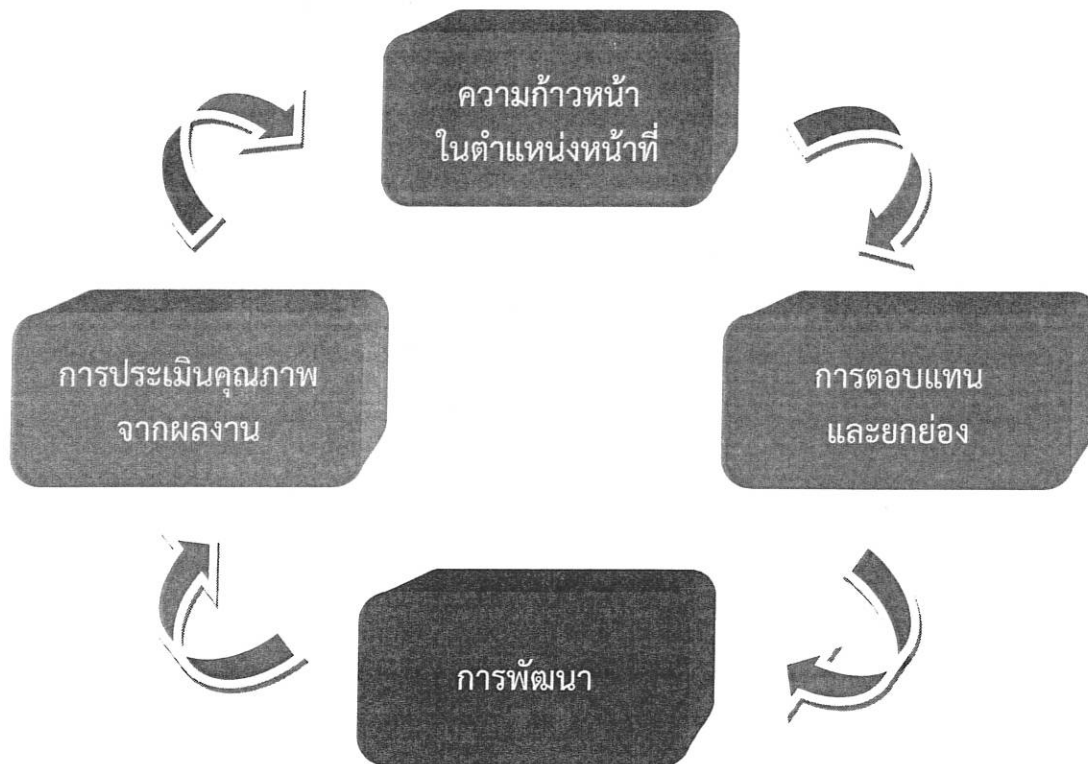 ความก้าวหน้า
ในตำแหน่งหน้าที่
การประเมินคุณภาพ
จากผลงาน
การตอบแทน
และยกย่อง
การพัฒนา